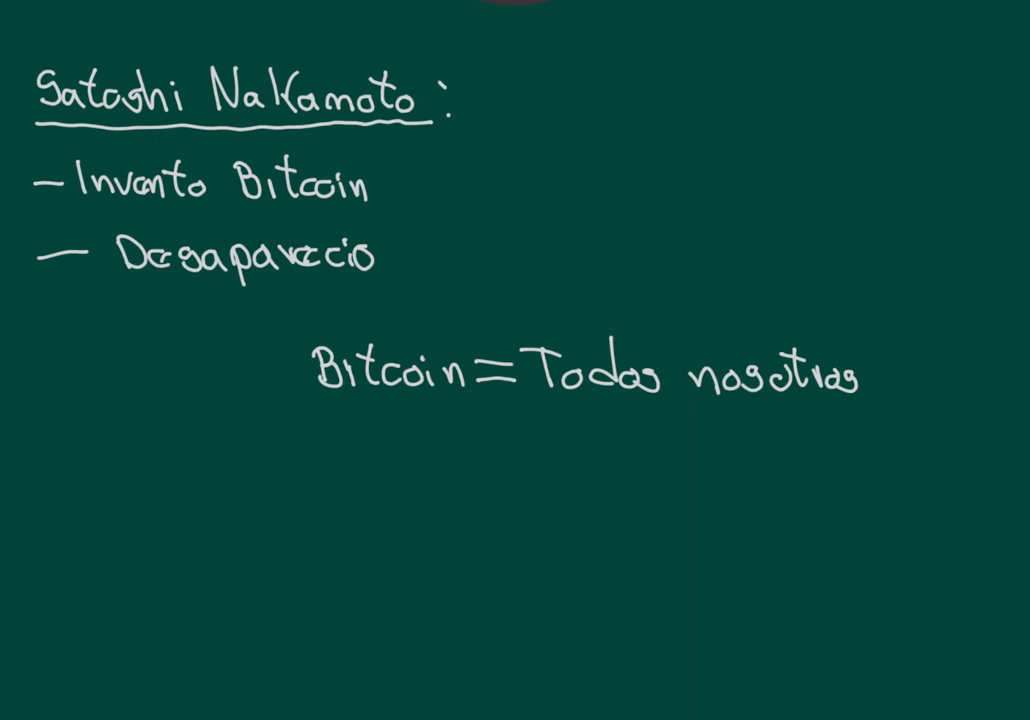 Satoshi Nakamoto:
- Invento Bitcoin
- Desaparecio
Bitcoin = Todos nosotros